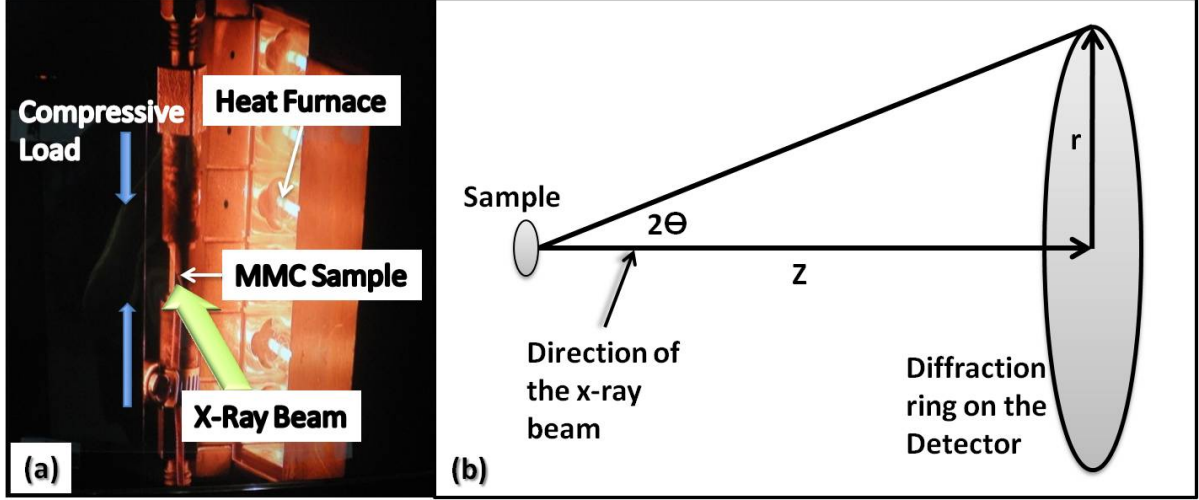 Compressive
Load
Heat Furnace
MMC Sample
X-Ray Beam
(a)
Sample
2Θ
r
Z
Direction of
the x-ray
beam
Diffraction
ring on the
Detector
(b)